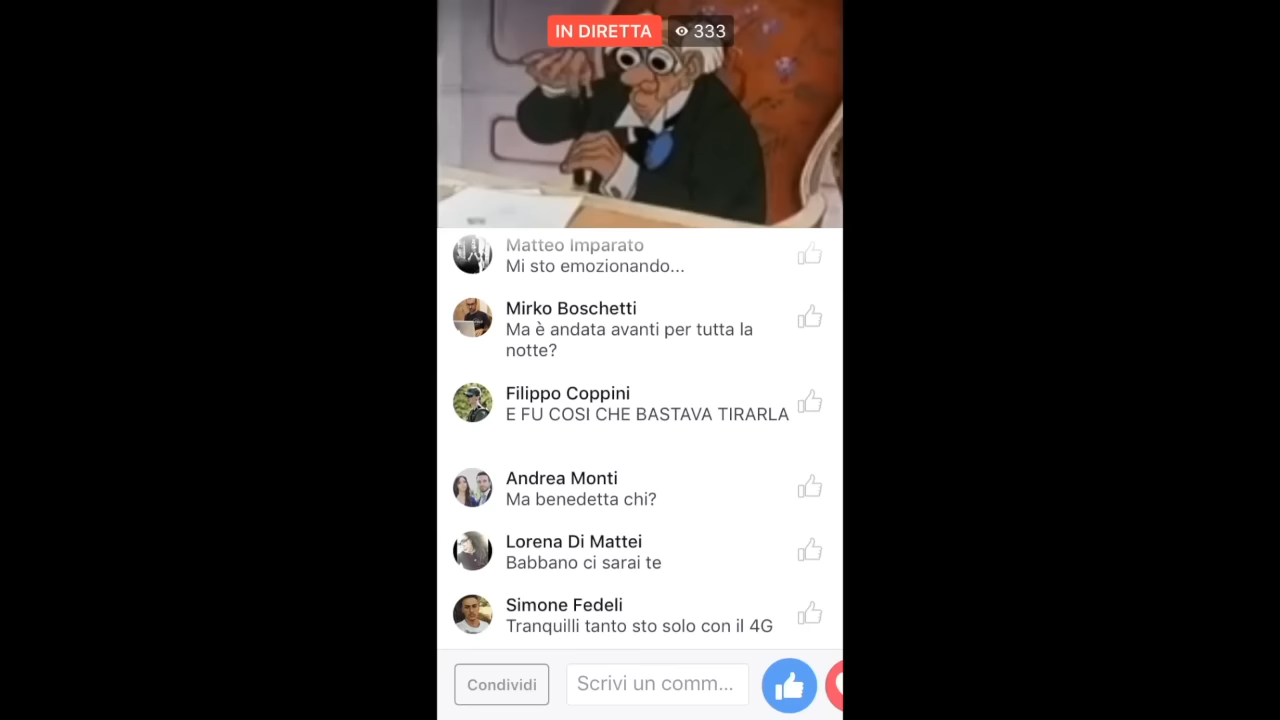 IN DIRETTA 333
Matteo Imparato
Mi sto emozionando...
Mirko Boschetti
Ma è andata avanti per tutta la
notte?
Filippo Coppini
E FU COSI CHE BASTAVA TIRARLA
Andrea Monti
Ma benedetta chi?
Lorena Di Mattei
Babbano ci sarai te
Simone Fedeli
Tranquilli tanto sto solo con il 4G
Condividi
Scrivi un comm...